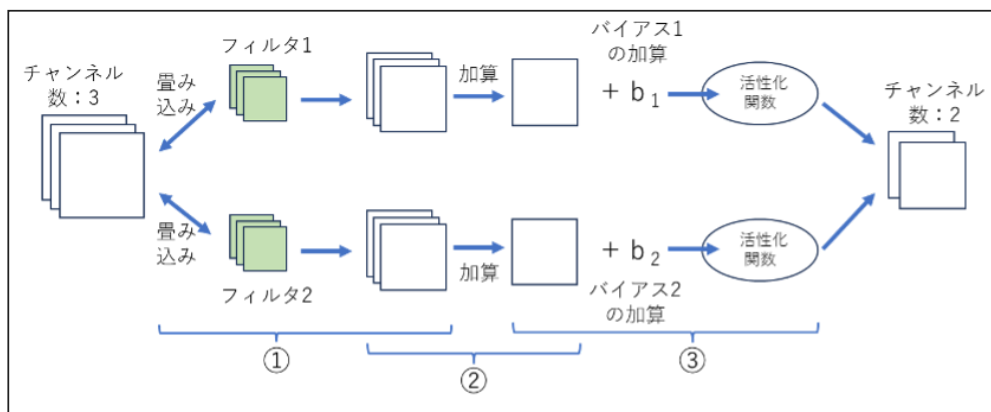 チャンネル
数：3
畳み
込み
フィルタ1
加算
バイアス1
の加算
+ b₁
活性化
関数
チャンネル
数：2
畳み
込み
フィルタ2
加算
+ b₂
バイアス2
の加算
活性化
関数
①
②
③